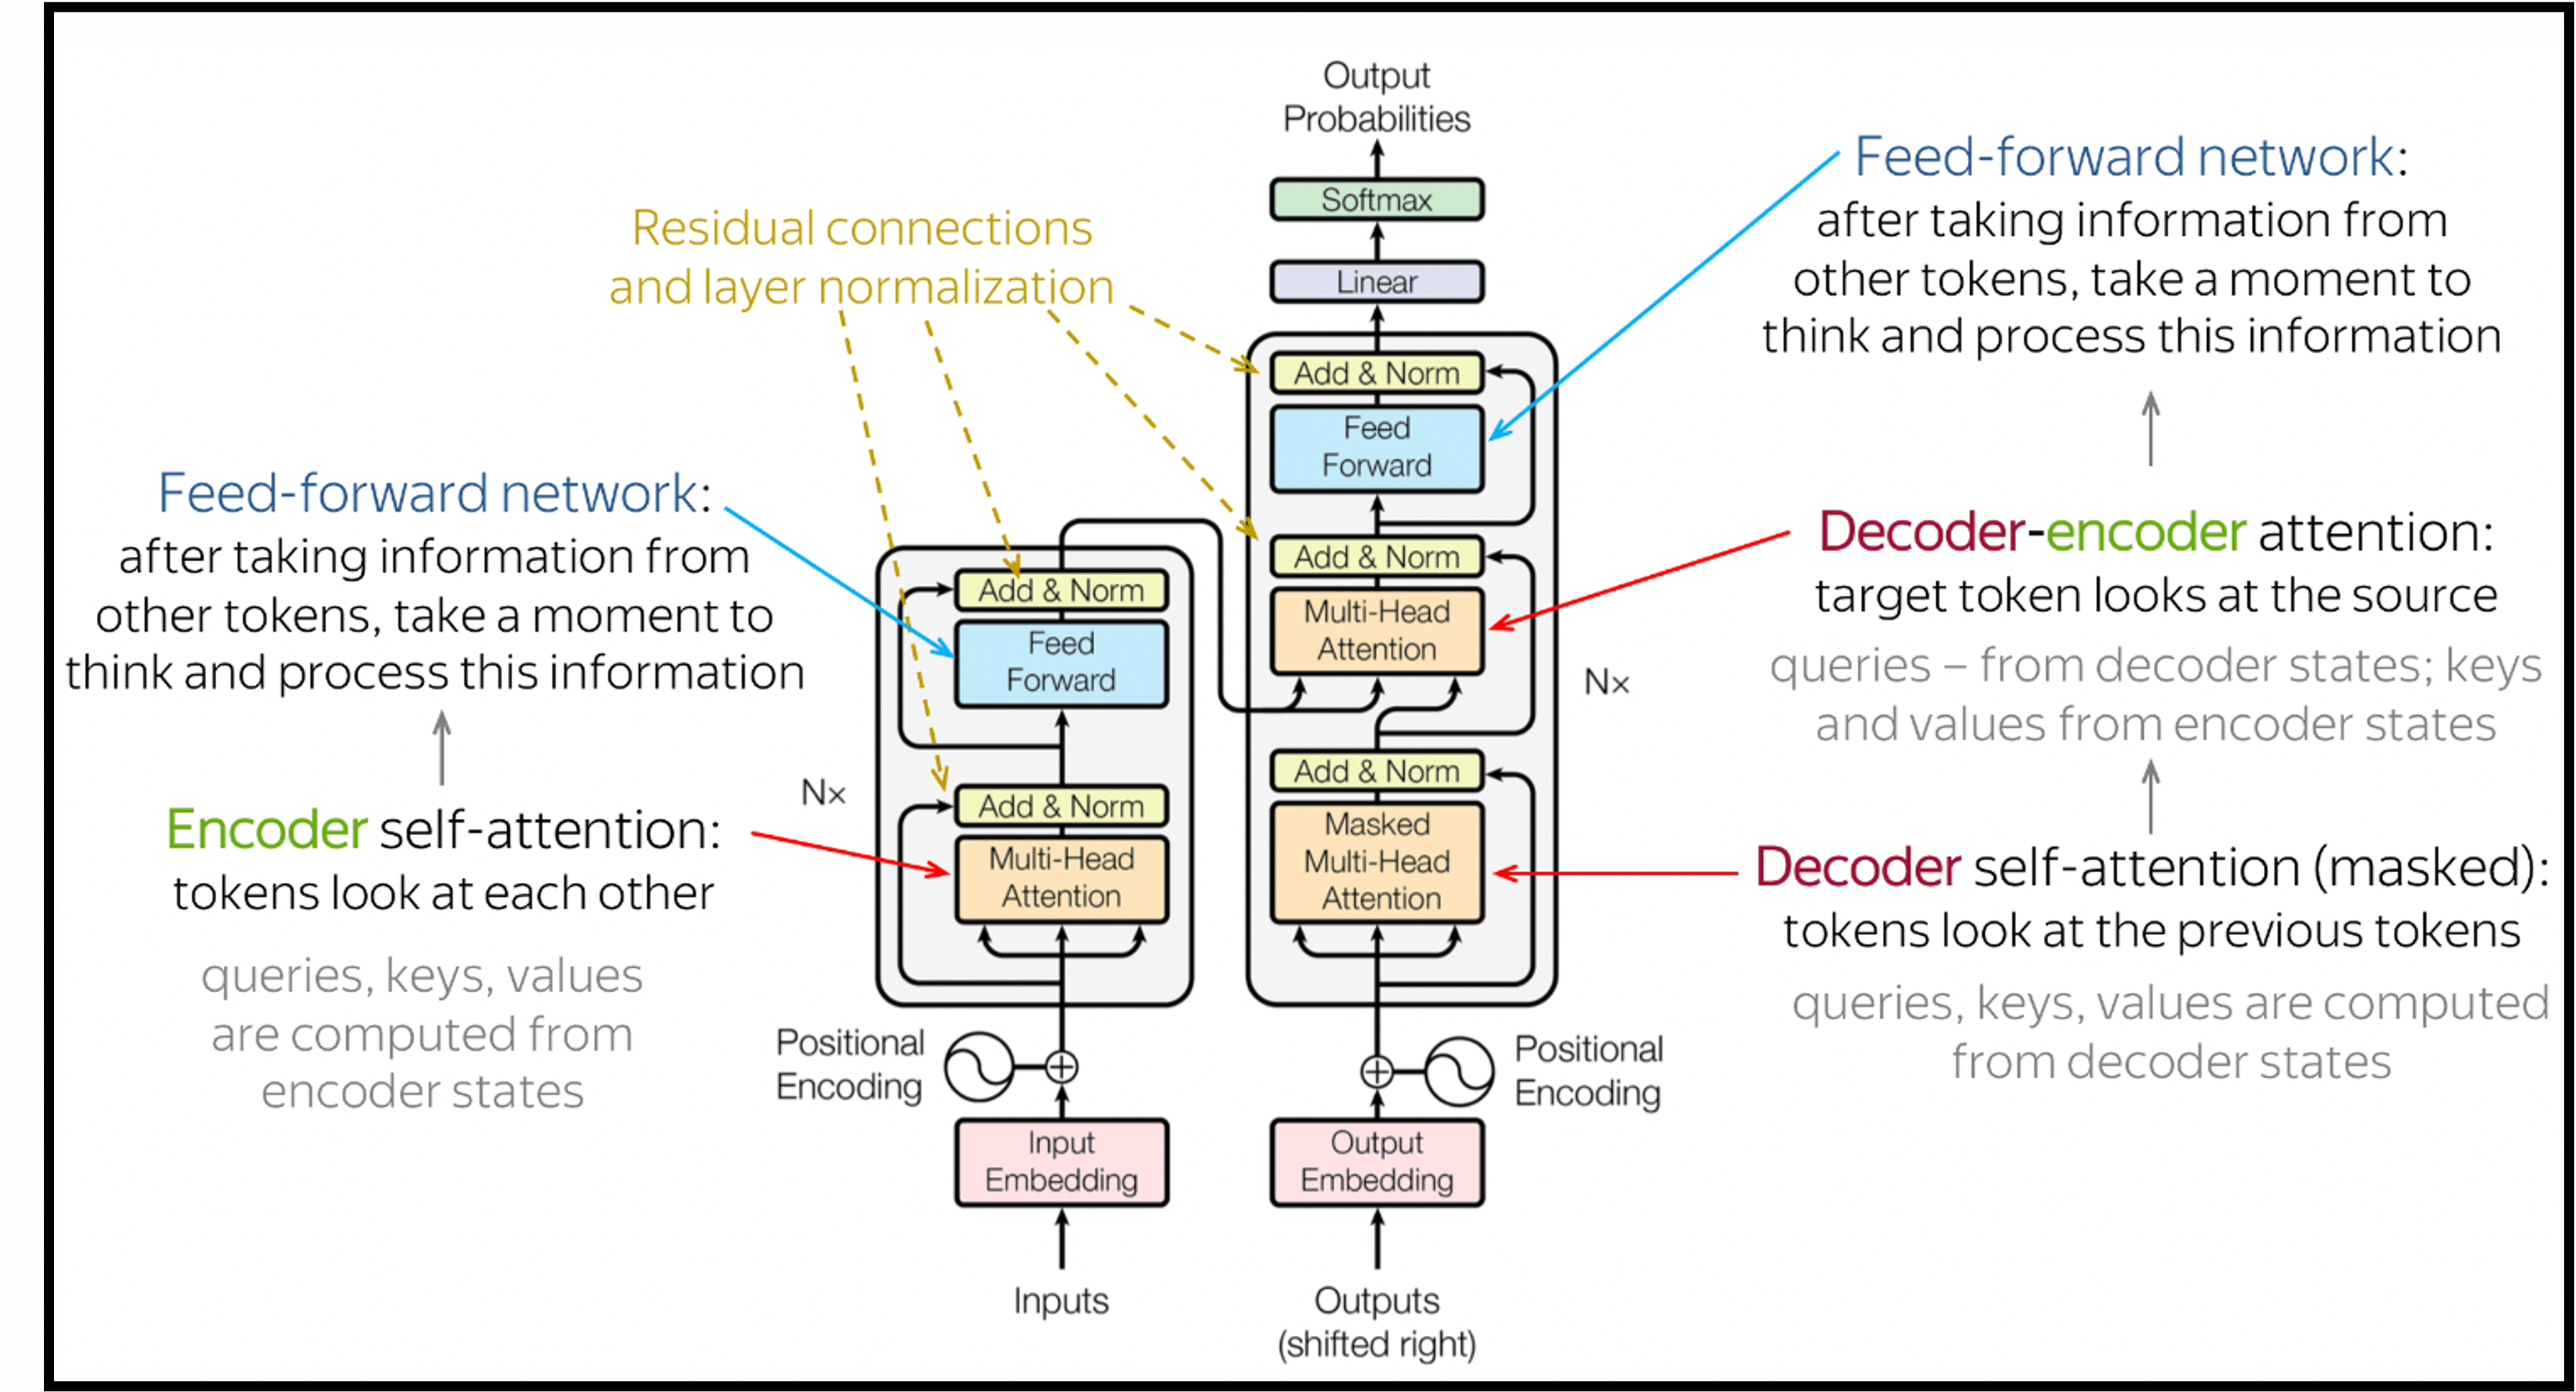 Output
Probabilities
Softmax
Linear
Add & Norm
Feed
Forward
Add & Norm
Multi-Head
Attention
Add & Norm
Masked
Multi-Head
Attention
Nx
Positional
Encoding
Output
Embedding
Outputs
(shifted right)
Residual connections
and layer normalization
Add & Norm
Feed
Forward
Add & Norm
Multi-Head
Attention
Nx
Positional
Encoding
Input
Embedding
Inputs
Feed-forward network:
after taking information from
other tokens, take a moment to
think and process this information
Encoder self-attention:
tokens look at each other
queries, keys, values
are computed from
encoder states
Feed-forward network:
after taking information from
other tokens, take a moment to
think and process this information
Decoder-encoder attention:
target token looks at the source
queries – from decoder states; keys
and values from encoder states
Decoder self-attention (masked):
tokens look at the previous tokens
queries, keys, values are computed
from decoder states